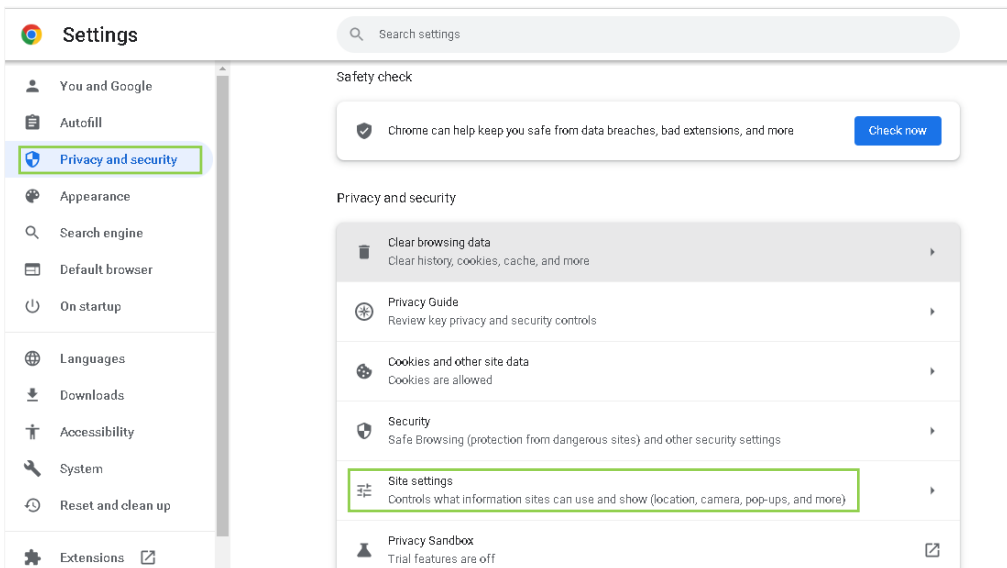 Settings
Search settings
You and Google
Autofill
Privacy and security
Appearance
Search engine
Default browser
On startup
Languages
Downloads
Accessibility
System
Reset and clean up
Extensions
Safety check
Chrome can help keep you safe from data breaches, bad extensions, and more
Check now
Privacy and security
Clear browsing data
Clear history, cookies, cache, and more
Privacy Guide
Review key privacy and security controls
Cookies and other site data
Cookies are allowed
Security
Safe Browsing (protection from dangerous sites) and other security settings
Site settings
Controls what information sites can use and show (location, camera, pop-ups, and more)
Privacy Sandbox
Trial features are off